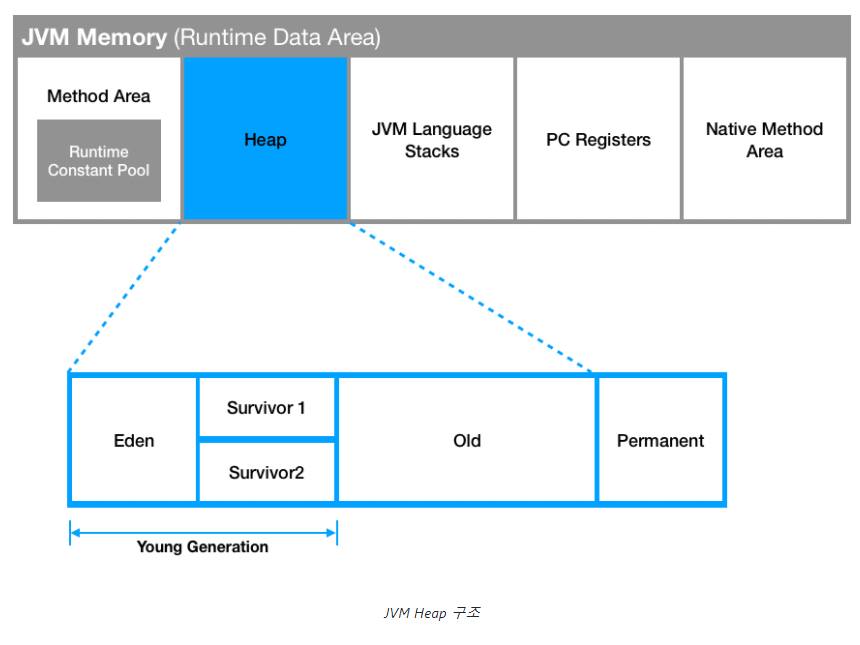 JVM Memory (Runtime Data Area)
Method Area
Runtime
Constant Pool
Heap
JVM Language
Stacks
PC Registers
Native Method
Area
Eden
Survivor 1
Survivor2
Old
Permanent
Young Generation
JVM Heap 구조